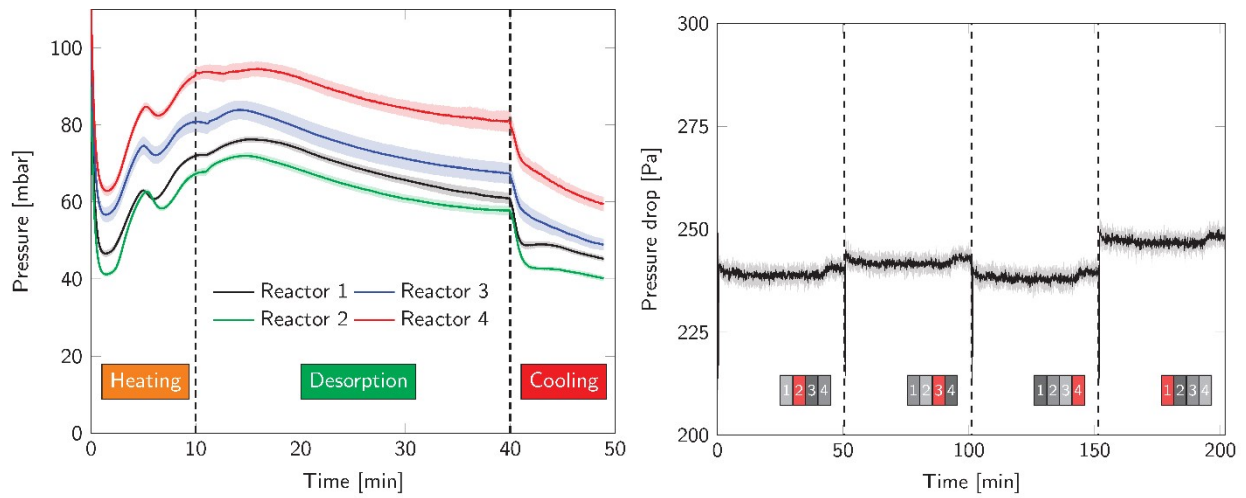 100
80
60
40
20
0
Pressure [mbar]
Reactor 1
Reactor 3
Reactor 2
Reactor 4
Heating
Desorption
Cooling
0 10 20 30 40 50
Time [min]
300
275
250
225
200
Pressure drop [Pa]
1 2 3 4
1 2 3 4
1 2 3 4
1 2 3 4
0 50 100 150 200
Time [min]